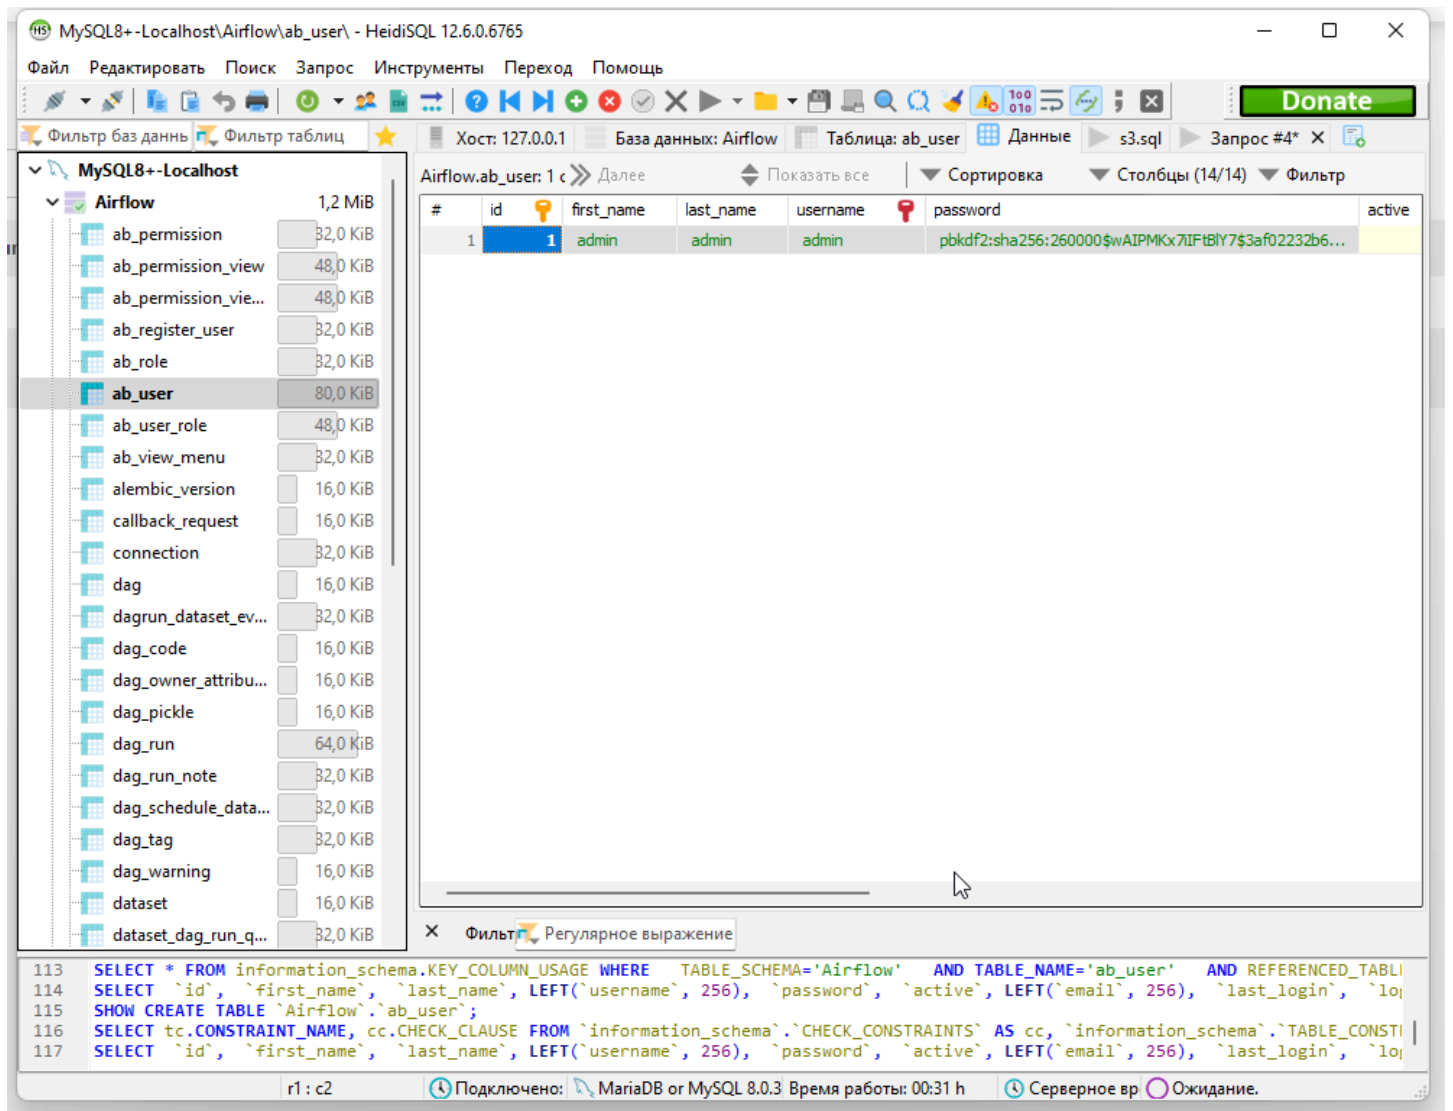 MySQL8+-Localhost\Airflow\ab_user\ - HeidiSQL 12.6.0.6765
Файл Редактировать Поиск Запрос Инструменты Переход Помощь
Donate
Фильтр баз даннь Фильтр таблиц
Хост: 127.0.0.1 База данных: Airflow Таблица: ab_user Данные s3.sql Запрос #4*
MySQL8+-Localhost
Airflow.ab_user: 1 с Далее Показать все Сортировка Столбцы (14/14) Фильтр
Airflow 1,2 MiB
# id first_name last_name username password active
ab_permission 32,0 KiB
1 1 admin admin admin pbkdf2:sha256:260000$wAIPMKx7iIFtBlY7$3af02232b6...
ab_permission_view 48,0 KiB
ab_permission_vie... 48,0 KiB
ab_register_user 32,0 KiB
ab_role 32,0 KiB
ab_user 80,0 KiB
ab_user_role 48,0 KiB
ab_view_menu 32,0 KiB
alembic_version 16,0 KiB
callback_request 16,0 KiB
connection 32,0 KiB
dag 16,0 KiB
dagrun_dataset_ev... 32,0 KiB
dag_code 16,0 KiB
dag_owner_attribu... 16,0 KiB
dag_pickle 16,0 KiB
dag_run 64,0 KiB
dag_run_note 32,0 KiB
dag_schedule_data... 32,0 KiB
dag_tag 32,0 KiB
dag_warning 16,0 KiB
dataset 16,0 KiB
dataset_dag_run_q... 32,0 KiB
Фильт Регулярное выражение
113 SELECT * FROM information_schema.KEY_COLUMN_USAGE WHERE TABLE_SCHEMA='Airflow' AND TABLE_NAME='ab_user' AND REFERENCED_TABL
114 SELECT `id`, `first_name`, `last_name`, LEFT(`username`, 256), `password`, `active`, LEFT(`email`, 256), `last_login`, `log
115 SHOW CREATE TABLE `Airflow`.`ab_user`;
116 SELECT tc.CONSTRAINT_NAME, cc.CHECK_CLAUSE FROM `information_schema`.`CHECK_CONSTRAINTS` AS cc, `information_schema`.`TABLE_CONST
117 SELECT `id`, `first_name`, `last_name`, LEFT(`username`, 256), `password`, `active`, LEFT(`email`, 256), `last_login`, `log
r1 : c2 Подключено: MariaDB or MySQL 8.0.3 Время работы: 00:31 h Серверное вр Ожидание.